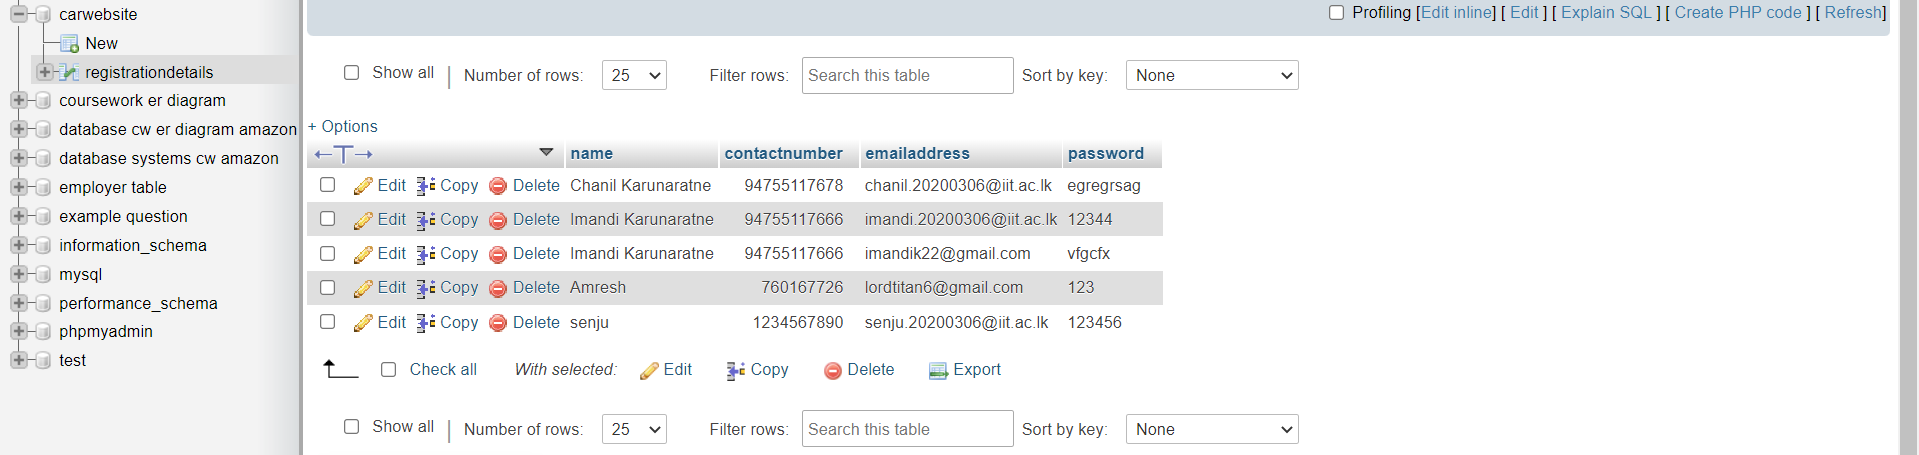 carwebsite
New
registrationdetails
coursework er diagram
database cw er diagram amazon
database systems cw amazon
employer table
example question
information_schema
mysql
performance_schema
phpmyadmin
test
Profiling [Edit inline] [ Edit ] [ Explain SQL ] [ Create PHP code ] [ Refresh]
Show all | Number of rows: 25 Filter rows: Search this table Sort by key: None
+ Options
←T→ name contactnumber emailaddress password
Edit Copy Delete Chanil Karunaratne 94755117678 chanil.20200306@iit.ac.lk egregrsag
Edit Copy Delete Imandi Karunaratne 94755117666 imandi.20200306@iit.ac.lk 12344
Edit Copy Delete Imandi Karunaratne 94755117666 imandik22@gmail.com vfgcfx
Edit Copy Delete Amresh 760167726 lordtitan6@gmail.com 123
Edit Copy Delete senju 1234567890 senju.20200306@iit.ac.lk 123456
Check all With selected: Edit Copy Delete Export
Show all | Number of rows: 25 Filter rows: Search this table Sort by key: None